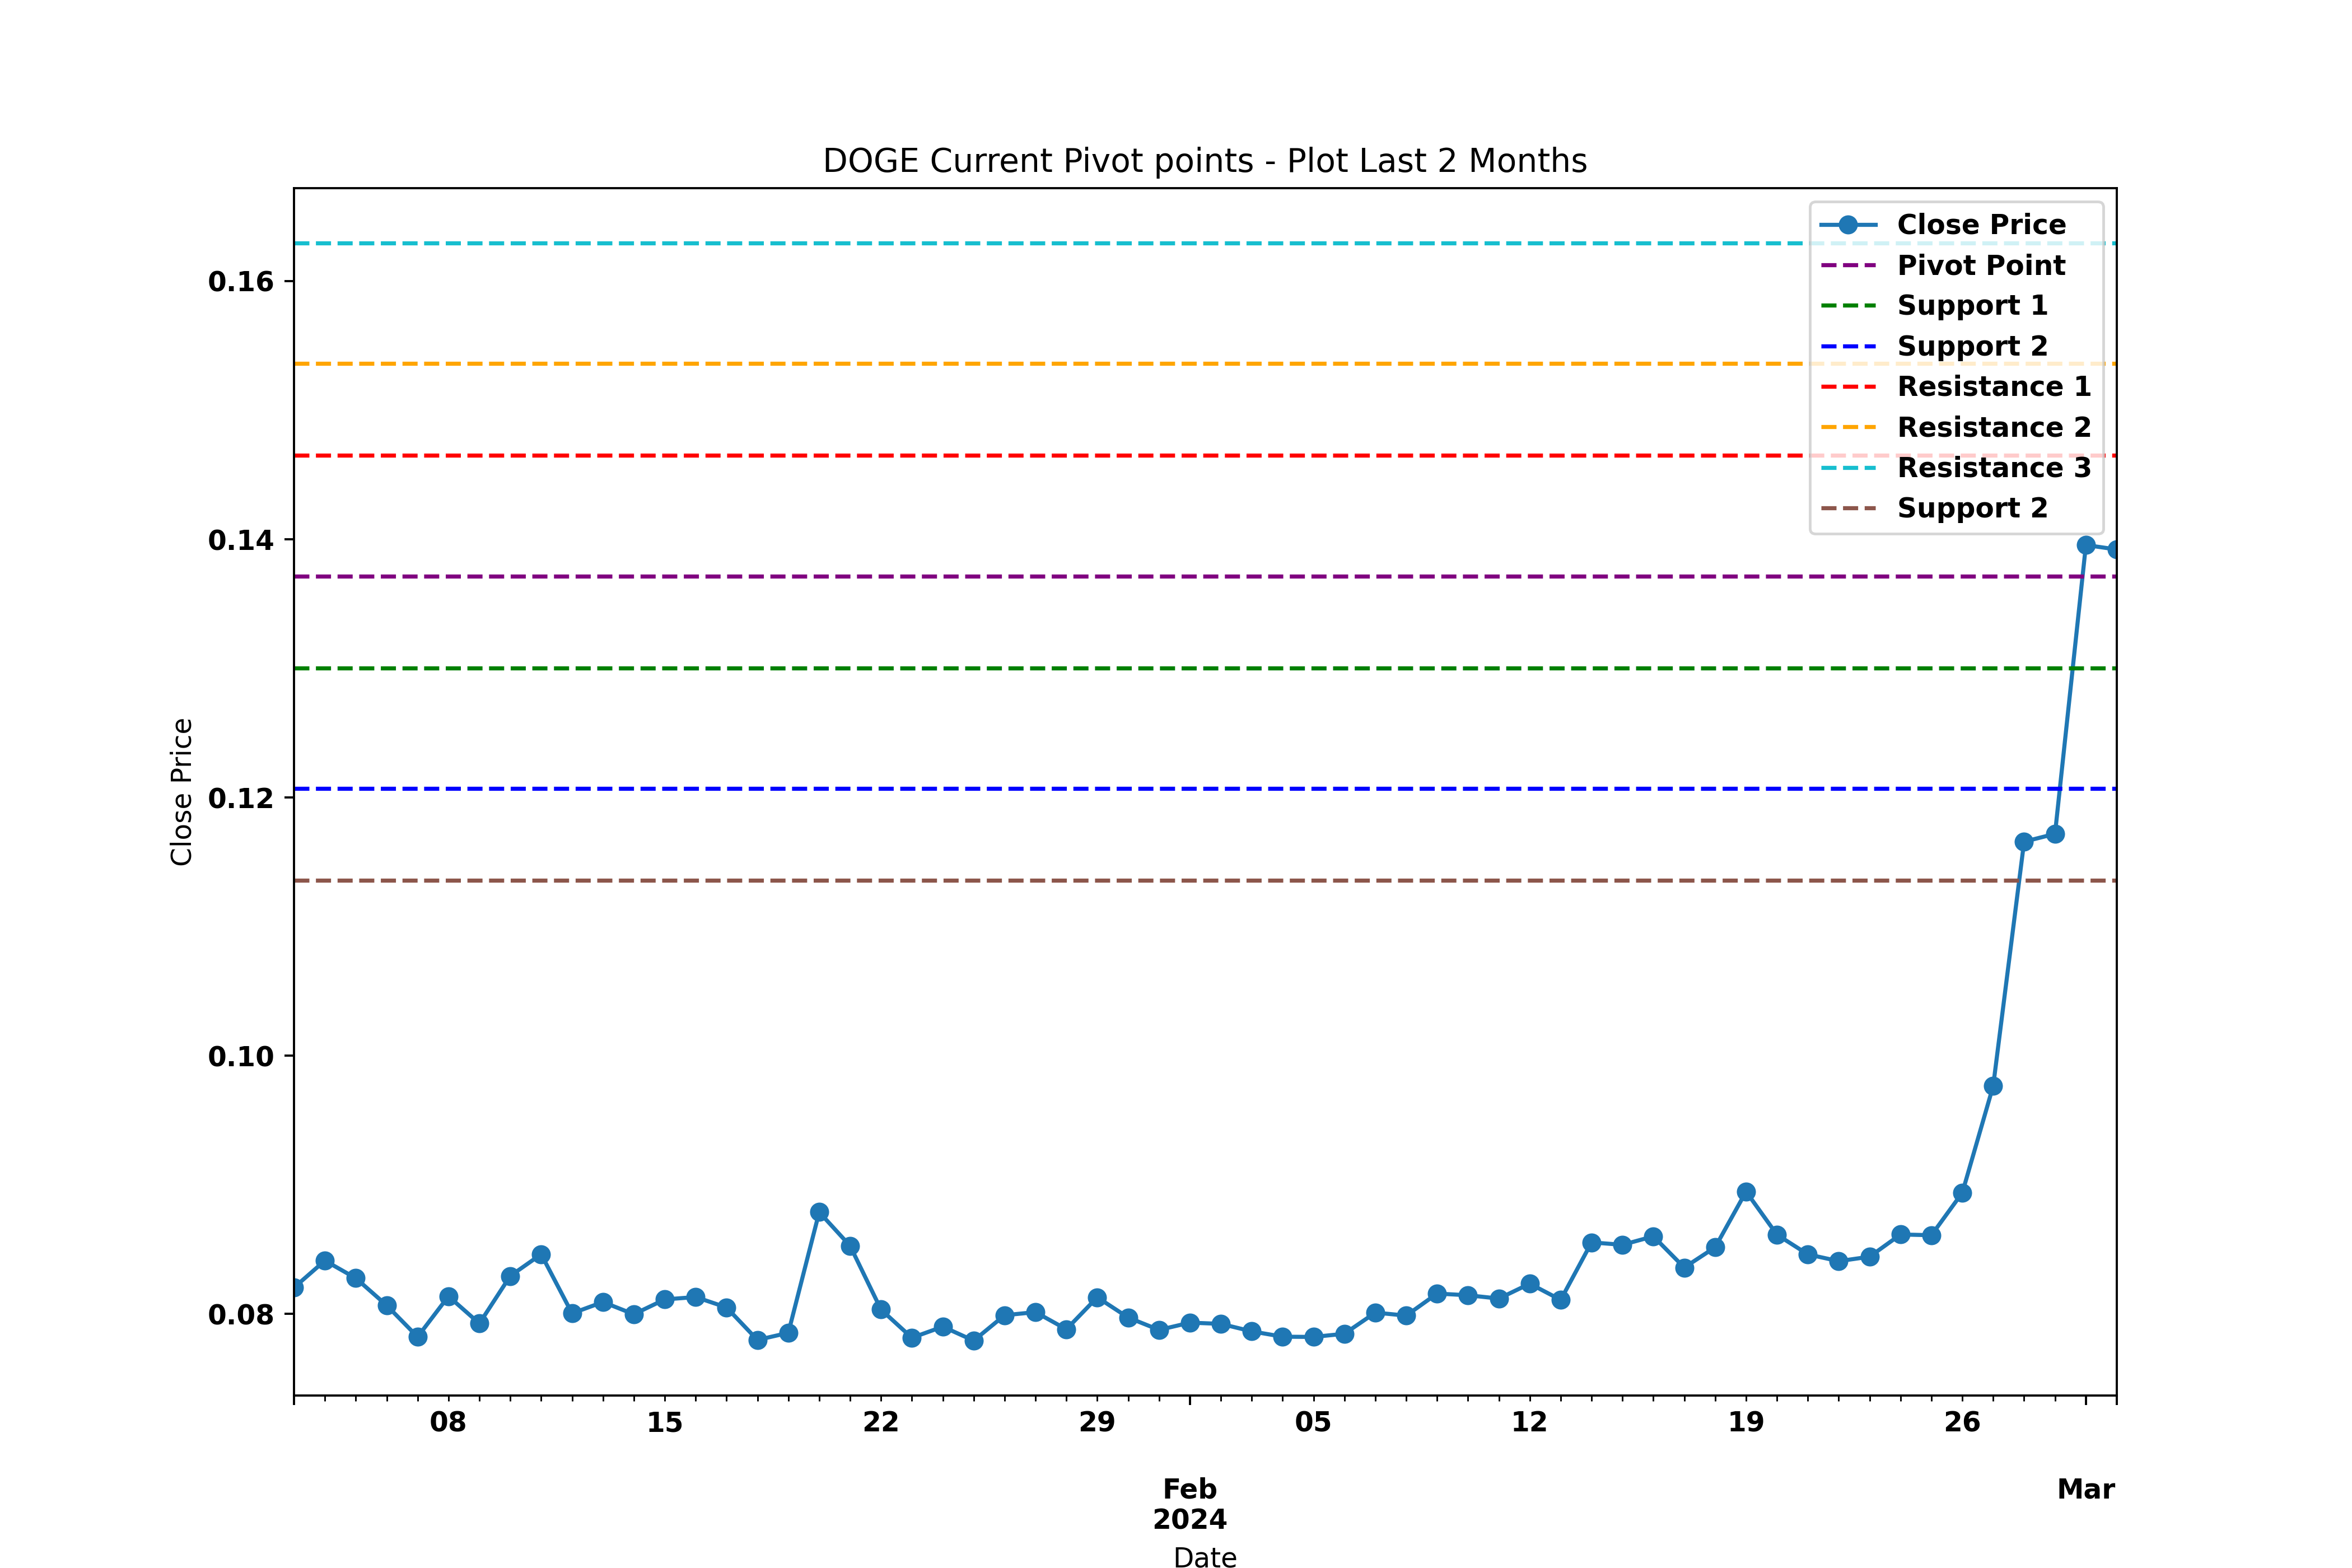 DOGE Current Pivot points - Plot Last 2 Months
Close Price
Pivot Point
Support 1
Support 2
Resistance 1
Resistance 2
Resistance 3
Support 2
0.16
0.14
0.12
0.10
0.08
Close Price
08 15 22 29 05 12 19 26
Feb Mar
2024
Date